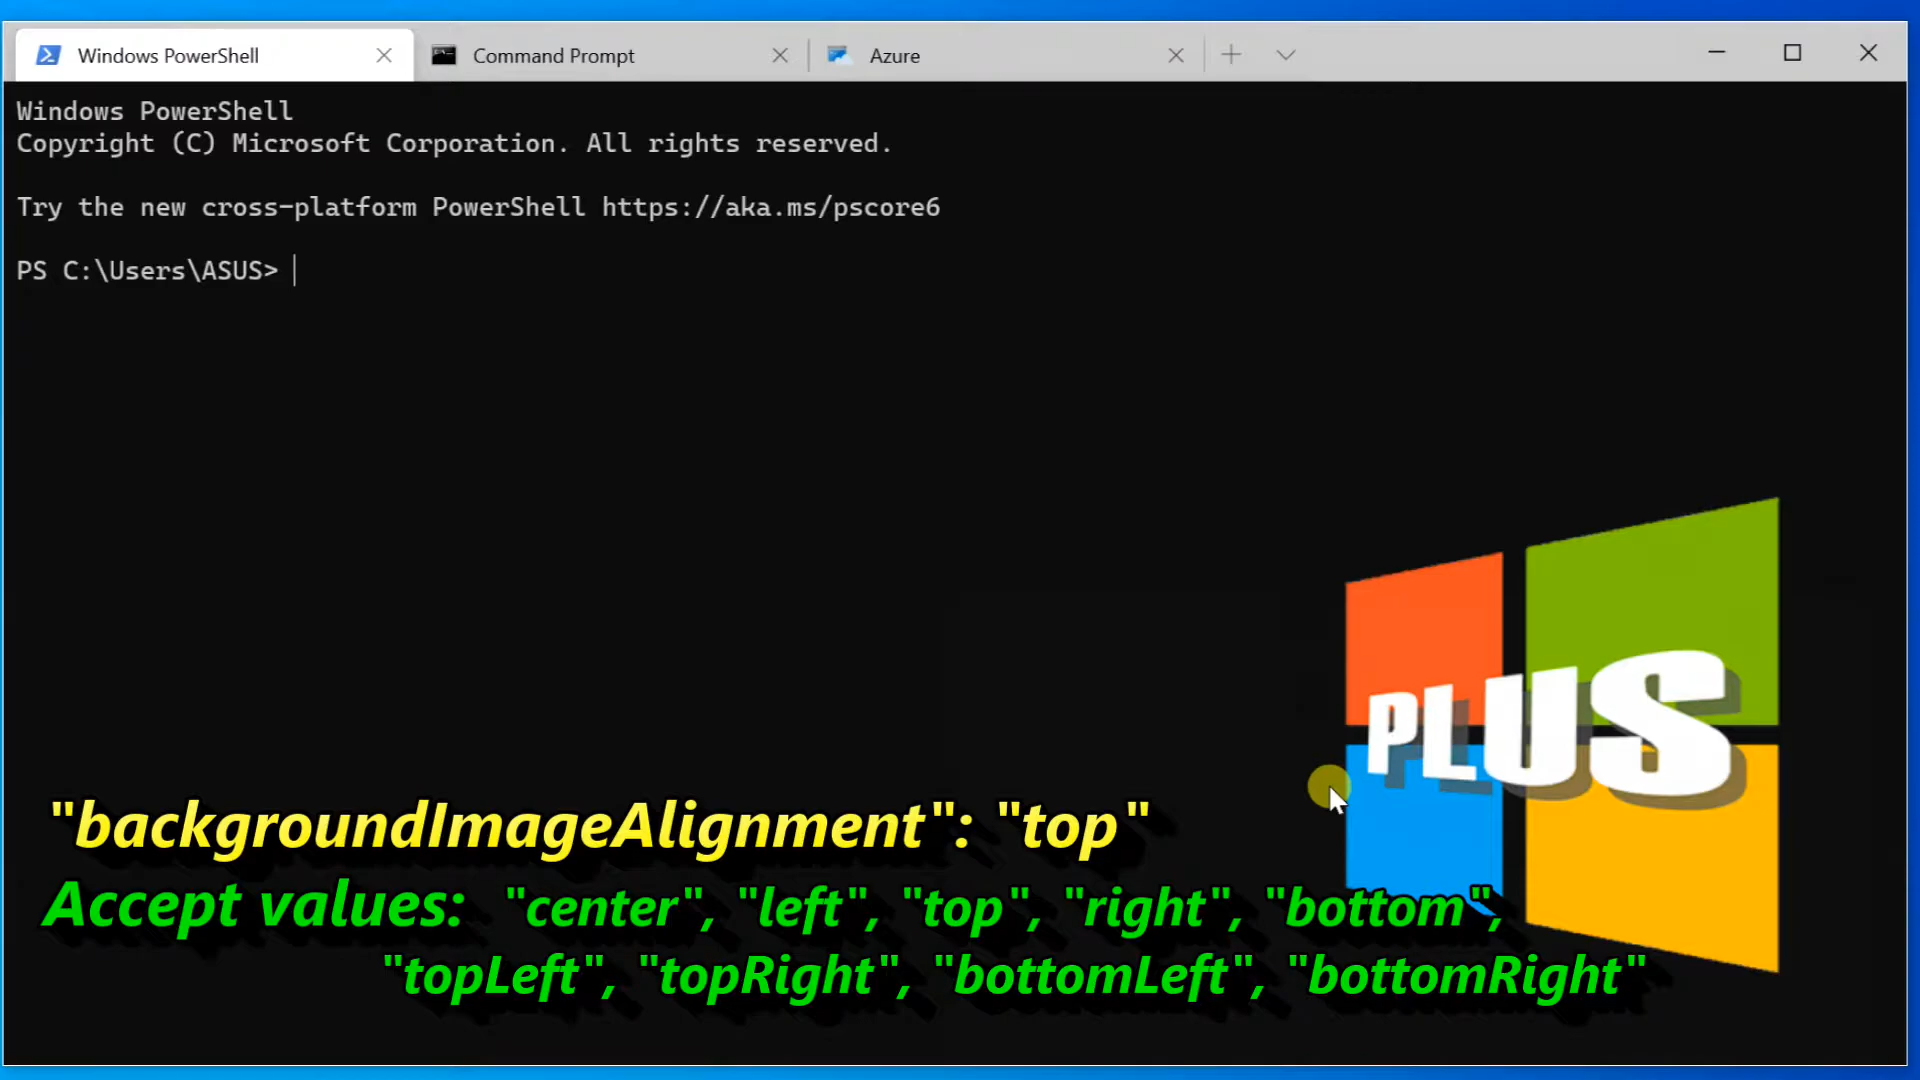 Windows PowerShell
Command Prompt
Azure
Windows PowerShell
Copyright (C) Microsoft Corporation. All rights reserved.
Try the new cross-platform PowerShell https://aka.ms/pscore6
PS C:\Users\ASUS>
PLUS
"backgroundImageAlignment": "top"
Accept values: "center", "left", "top", "right", "bottom",
"topLeft", "topRight", "bottomLeft", "bottomRight"